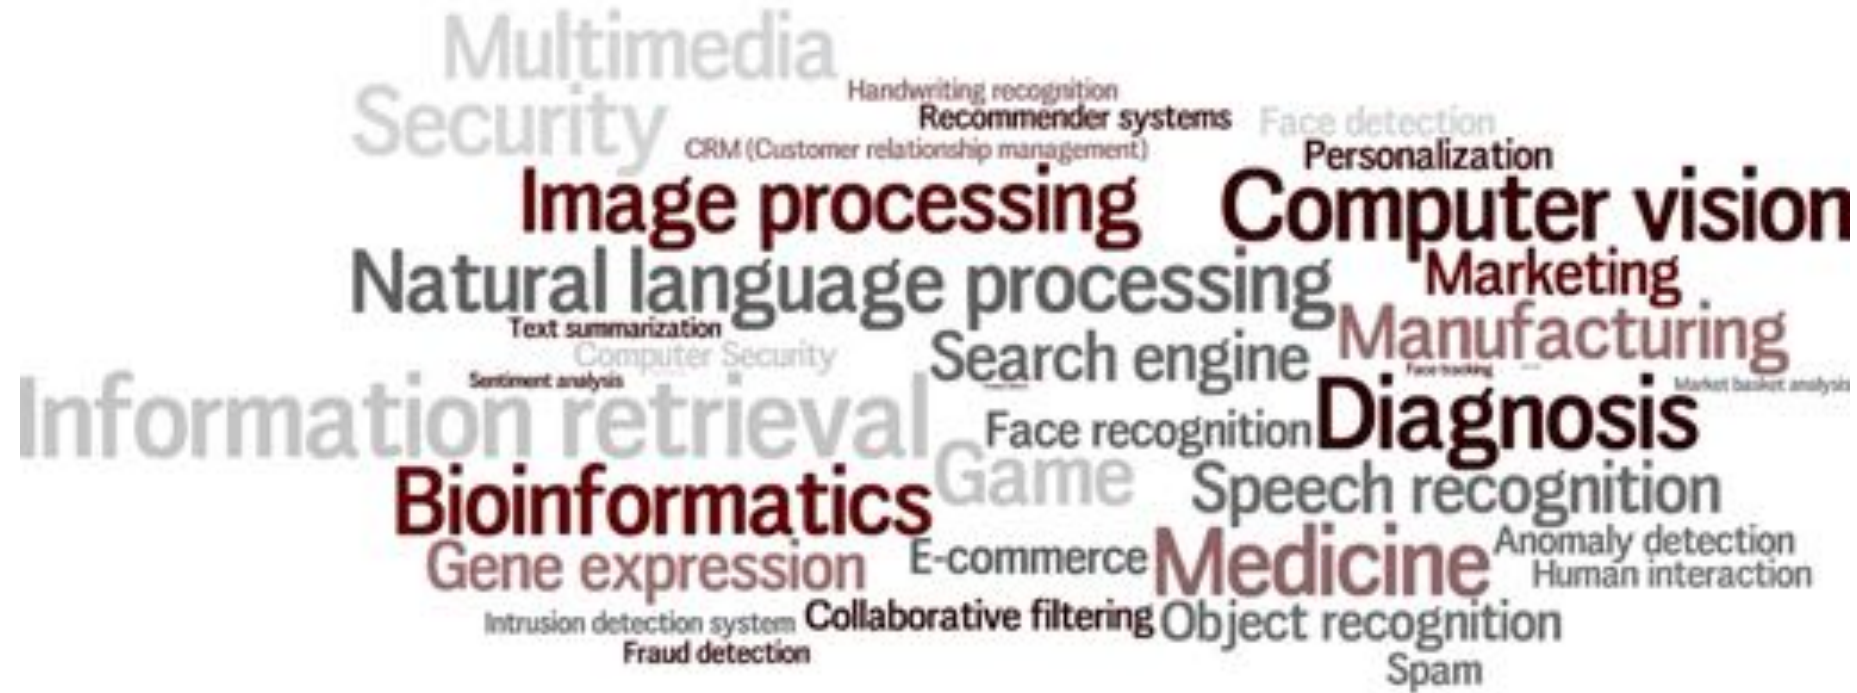 Multimedia
Handwriting recognition
Security
Recommender systems
Face detection
CRM (Customer relationship management)
Personalization
Image processing
Computer vision
Natural language processing
Marketing
Text summarization
Manufacturing
Computer Security
Search engine
Sentiment analysis
Face tracking
Market basket analysis
Information retrieval
Diagnosis
Face recognition
Game
Speech recognition
Bioinformatics
Anomaly detection
E-commerce
Medicine
Gene expression
Human interaction
Intrusion detection system
Collaborative filtering
Object recognition
Fraud detection
Spam